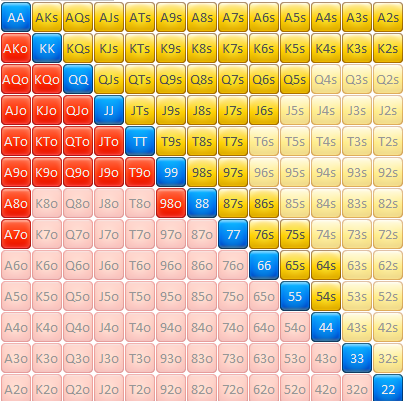 AA AKs AQs AJs ATs A9s A8s A7s A6s A5s A4s A3s A2s
AKo KK KQs KJs KTs K9s K8s K7s K6s K5s K4s K3s K2s
AQo KQo QQ QJs QTs Q9s Q8s Q7s Q6s Q5s Q4s Q3s Q2s
AJo KJo QJo JJ JTs J9s J8s J7s J6s J5s J4s J3s J2s
ATo KTo QTo JTo TT T9s T8s T7s T6s T5s T4s T3s T2s
A9o K9o Q9o J9o T9o 99 98s 97s 96s 95s 94s 93s 92s
A8o K8o Q8o J8o T8o 98o 88 87s 86s 85s 84s 83s 82s
A7o K7o Q7o J7o T7o 97o 87o 77 76s 75s 74s 73s 72s
A6o K6o Q6o J6o T6o 96o 86o 76o 66 65s 64s 63s 62s
A5o K5o Q5o J5o T5o 95o 85o 75o 65o 55 54s 53s 52s
A4o K4o Q4o J4o T4o 94o 84o 74o 64o 54o 44 43s 42s
A3o K3o Q3o J3o T3o 93o 83o 73o 63o 53o 43o 33 32s
A2o K2o Q2o J2o T2o 92o 82o 72o 62o 52o 42o 32o 22